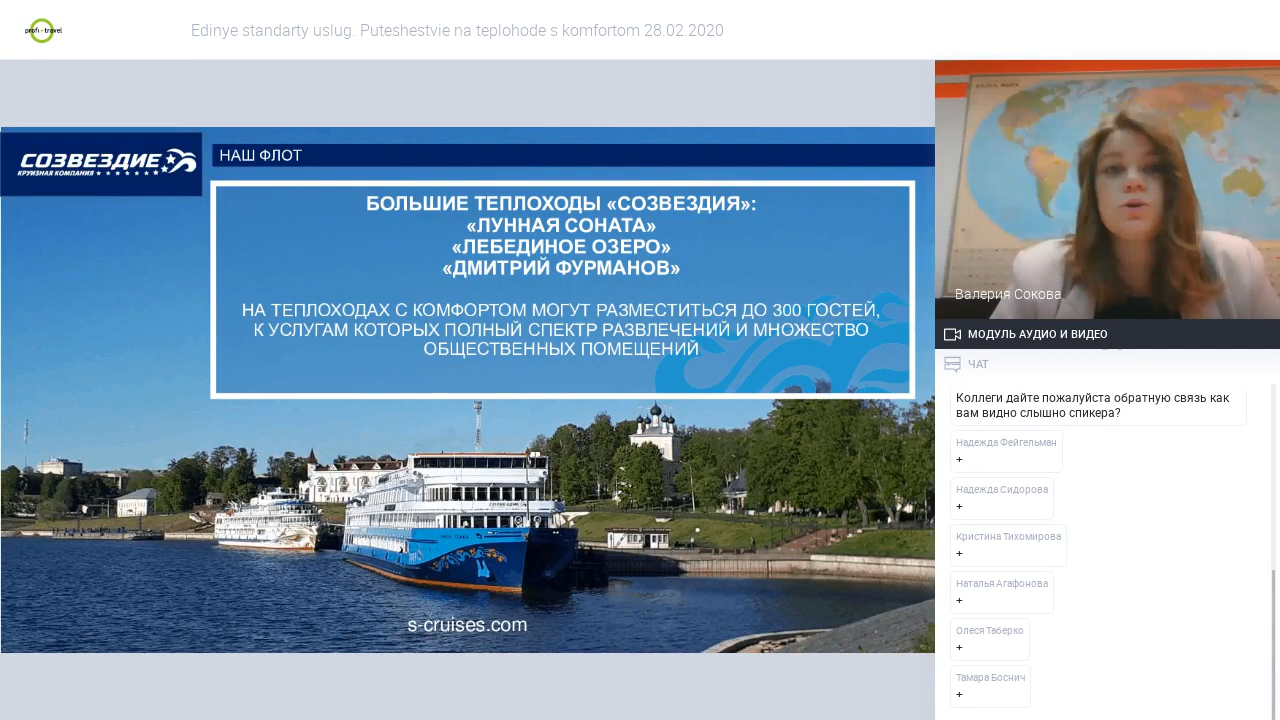 profi travel
Edinye standarty uslug. Puteshestvie na teplohode s komfortom 28.02.2020
СОЗВЕЗДИЕ
КРУИЗНАЯ КОМПАНИЯ
НАШ ФЛОТ
БОЛЬШИЕ ТЕПЛОХОДЫ «СОЗВЕЗДИЯ»:
«ЛУННАЯ СОНАТА»
«ЛЕБЕДИНОЕ ОЗЕРО»
«ДМИТРИЙ ФУРМАНОВ»
НА ТЕПЛОХОДАХ С КОМФОРТОМ МОГУТ РАЗМЕСТИТЬСЯ ДО 300 ГОСТЕЙ,
К УСЛУГАМ КОТОРЫХ ПОЛНЫЙ СПЕКТР РАЗВЛЕЧЕНИЙ И МНОЖЕСТВО
ОБЩЕСТВЕННЫХ ПОМЕЩЕНИЙ
s-cruises.com
Валерия Сокова
МОДУЛЬ АУДИО И ВИДЕО
ЧАТ
Коллеги дайте пожалуйста обратную связь как
вам видно слышно спикера?
Надежда Фейгельман
+
Надежда Сидорова
+
Кристина Тихомирова
+
Наталья Агафонова
+
Олеся Таберко
+
Тамара Боснич
+